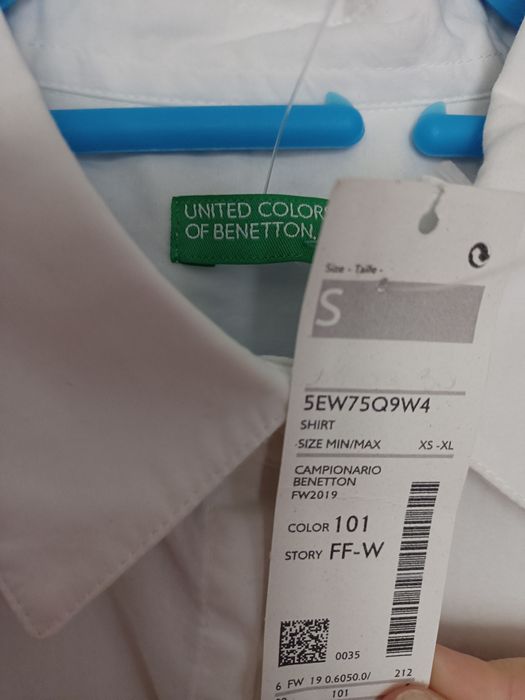 UNITED COLORS
OF BENETTON.
Size - Taille -
S
5EW75Q9W4
SHIRT
SIZE MIN/MAX XS -XL
CAMPIONARIO
BENETTON
FW2019
COLOR 101
STORY FF-W
0035
6 FW 19 0.6050.0/ 212
101